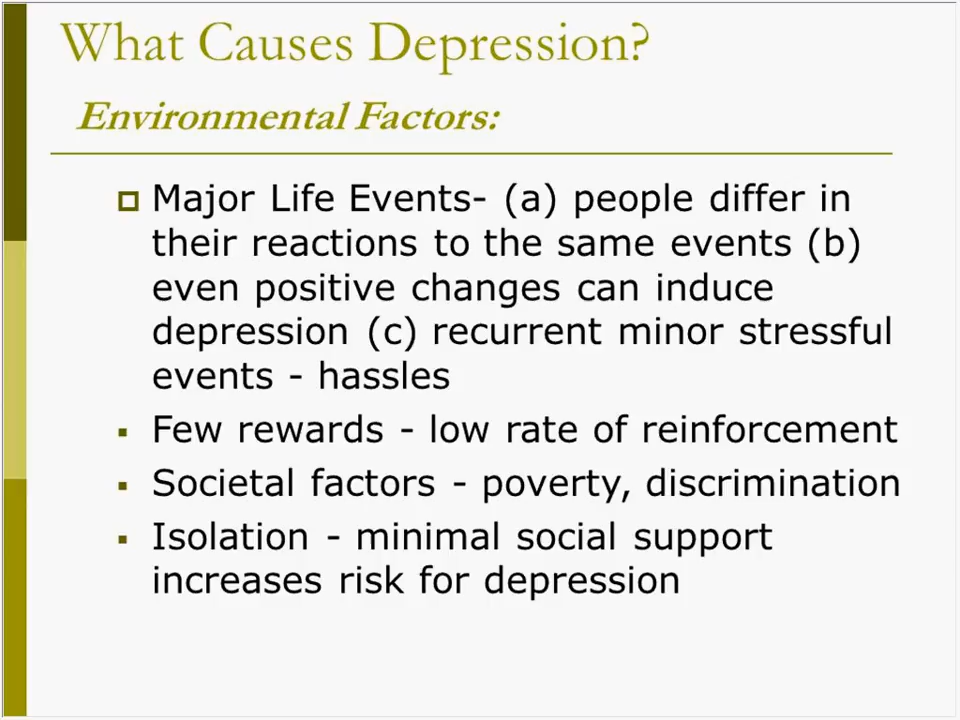 What Causes Depression?
Environmental Factors:
Major Life Events- (a) people differ in
their reactions to the same events (b)
even positive changes can induce
depression (c) recurrent minor stressful
events - hassles
Few rewards - low rate of reinforcement
Societal factors - poverty, discrimination
Isolation - minimal social support
increases risk for depression